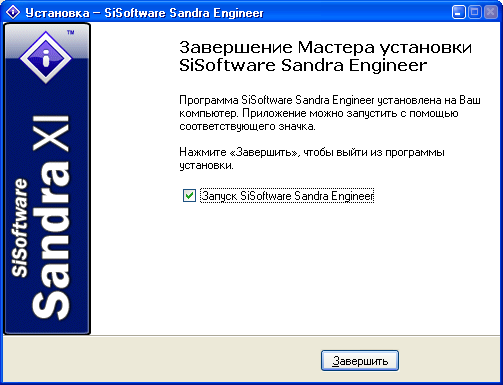 Установка – SiSoftware Sandra Engineer
TM
SiSoftware
Sandra XI
Завершение Мастера установки
SiSoftware Sandra Engineer
Программа SiSoftware Sandra Engineer установлена на Ваш
компьютер. Приложение можно запустить с помощью
соответствующего значка.
Нажмите «Завершить», чтобы выйти из программы
установки.
Запуск SiSoftware Sandra Engineer
Завершить